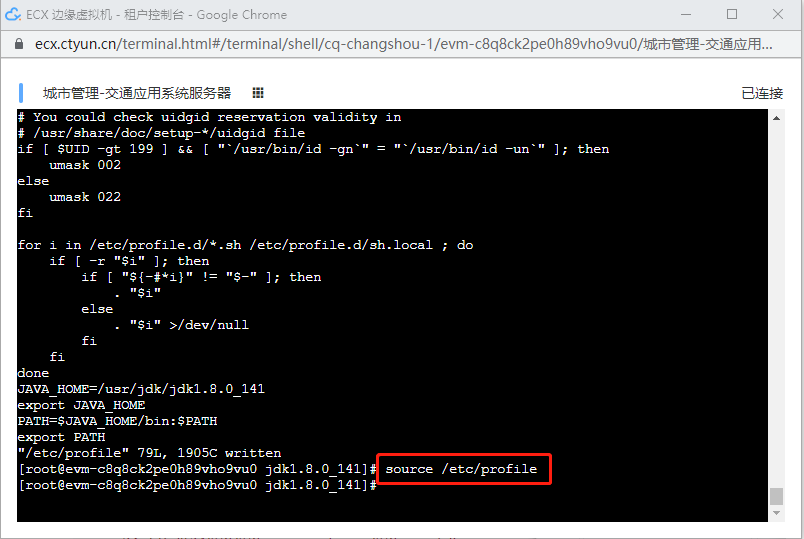 ECX 边缘虚拟机 - 租户控制台 - Google Chrome
ecx.ctyun.cn/terminal.html#/terminal/shell/cq-changshou-1/evm-c8q8ck2pe0h89vho9vu0/城市管理-交通应用...
城市管理-交通应用系统服务器 已连接
# You could check uidgid reservation validity in
# /usr/share/doc/setup-*/uidgid file
if [ $UID -gt 199 ] && [ "`/usr/bin/id -gn`" = "`/usr/bin/id -un`" ]; then
    umask 002
else
    umask 022
fi

for i in /etc/profile.d/*.sh /etc/profile.d/sh.local ; do
    if [ -r "$i" ]; then
        if [ "${-#*i}" != "$-" ]; then
            . "$i"
        else
            . "$i" >/dev/null
        fi
    fi
done
JAVA_HOME=/usr/jdk/jdk1.8.0_141
export JAVA_HOME
PATH=$JAVA_HOME/bin:$PATH
export PATH
"/etc/profile" 79L, 1905C written
[root@evm-c8q8ck2pe0h89vho9vu0 jdk1.8.0_141]# source /etc/profile
[root@evm-c8q8ck2pe0h89vho9vu0 jdk1.8.0_141]#